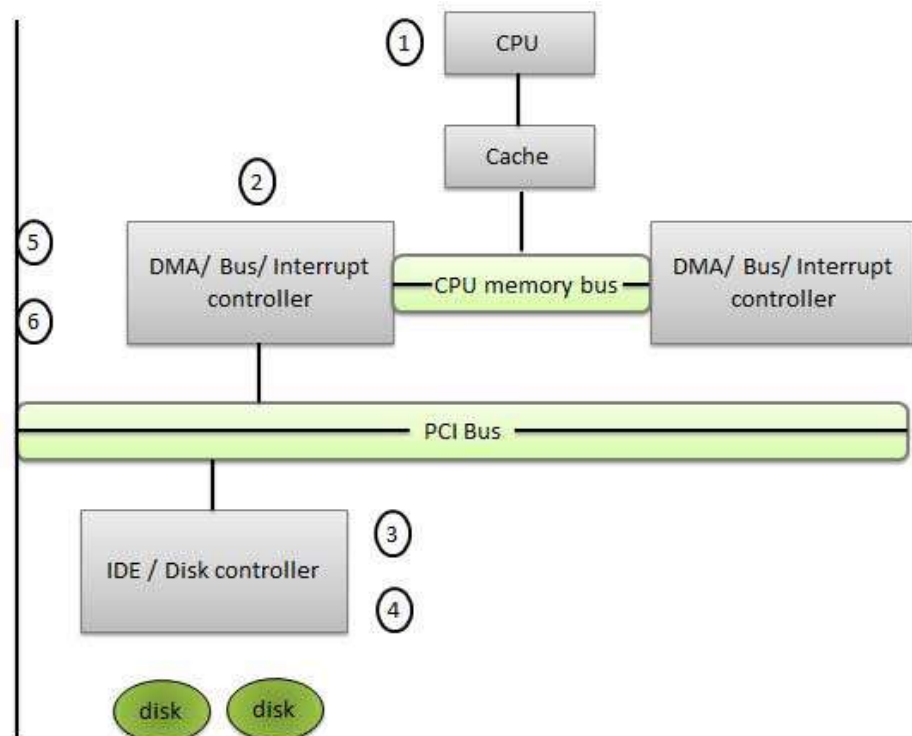 1
CPU
Cache
2
5
DMA/ Bus/ Interrupt
controller
CPU memory bus
DMA/ Bus/ Interrupt
controller
6
PCI Bus
3
IDE / Disk controller
4
disk
disk